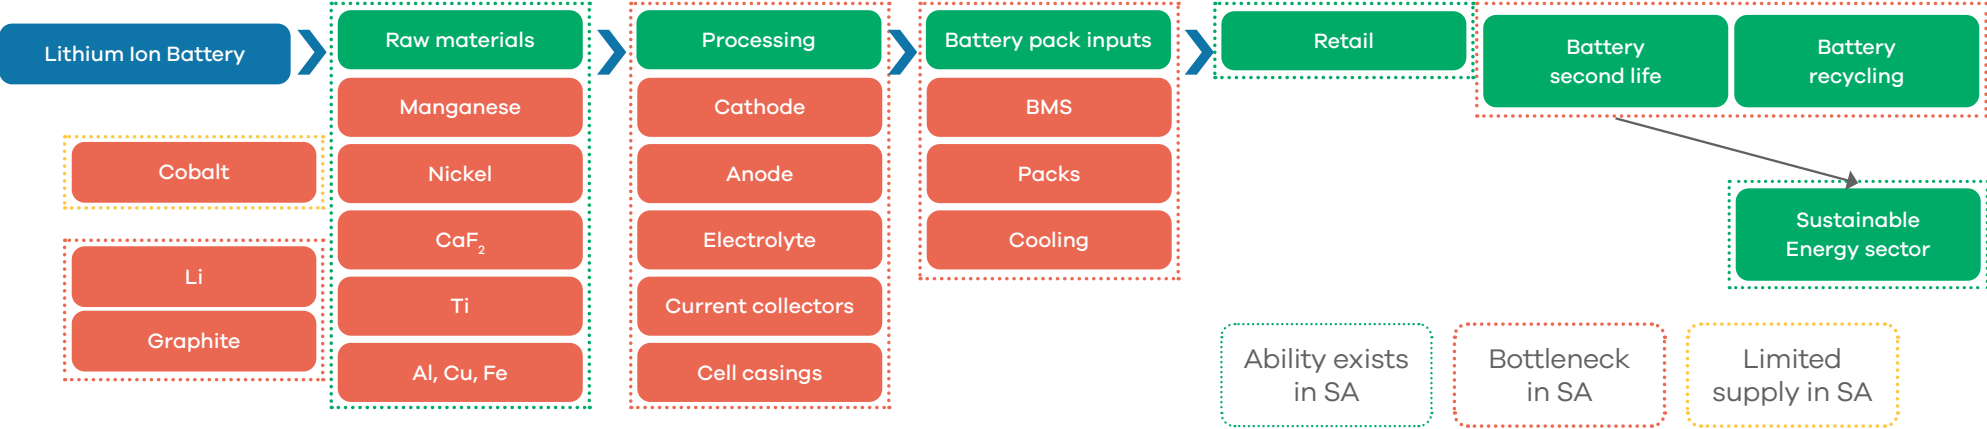 Lithium Ion Battery
Cobalt
Li
Graphite
Raw materials
Manganese
Nickel
CaF₂
Ti
Al, Cu, Fe
Processing
Cathode
Anode
Electrolyte
Current collectors
Cell casings
Battery pack inputs
BMS
Packs
Cooling
Retail
Battery
second life
Battery
recycling
Sustainable
Energy sector
Ability exists
in SA
Bottleneck
in SA
Limited
supply in SA